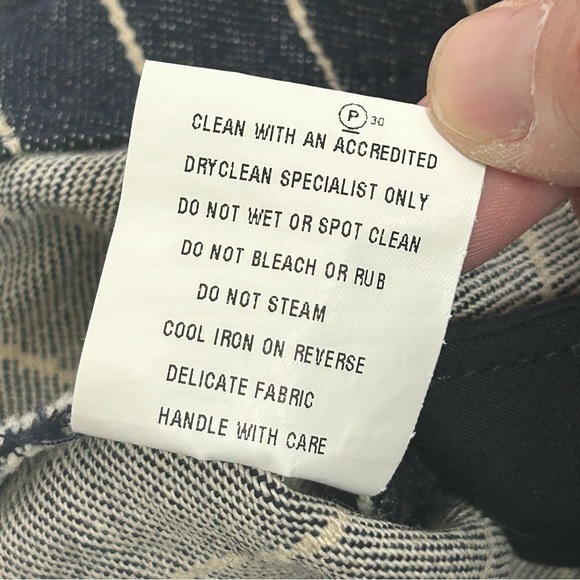 P 30
CLEAN WITH AN ACCREDITED
DRYCLEAN SPECIALIST ONLY
DO NOT WET OR SPOT CLEAN
DO NOT BLEACH OR RUB
DO NOT STEAM
COOL IRON ON REVERSE
DELICATE FABRIC
HANDLE WITH CARE